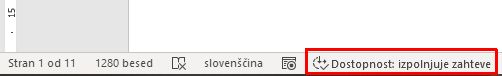 15
Stran 1 od 11 1280 besed slovenščina Dostopnost: izpolnjuje zahteve